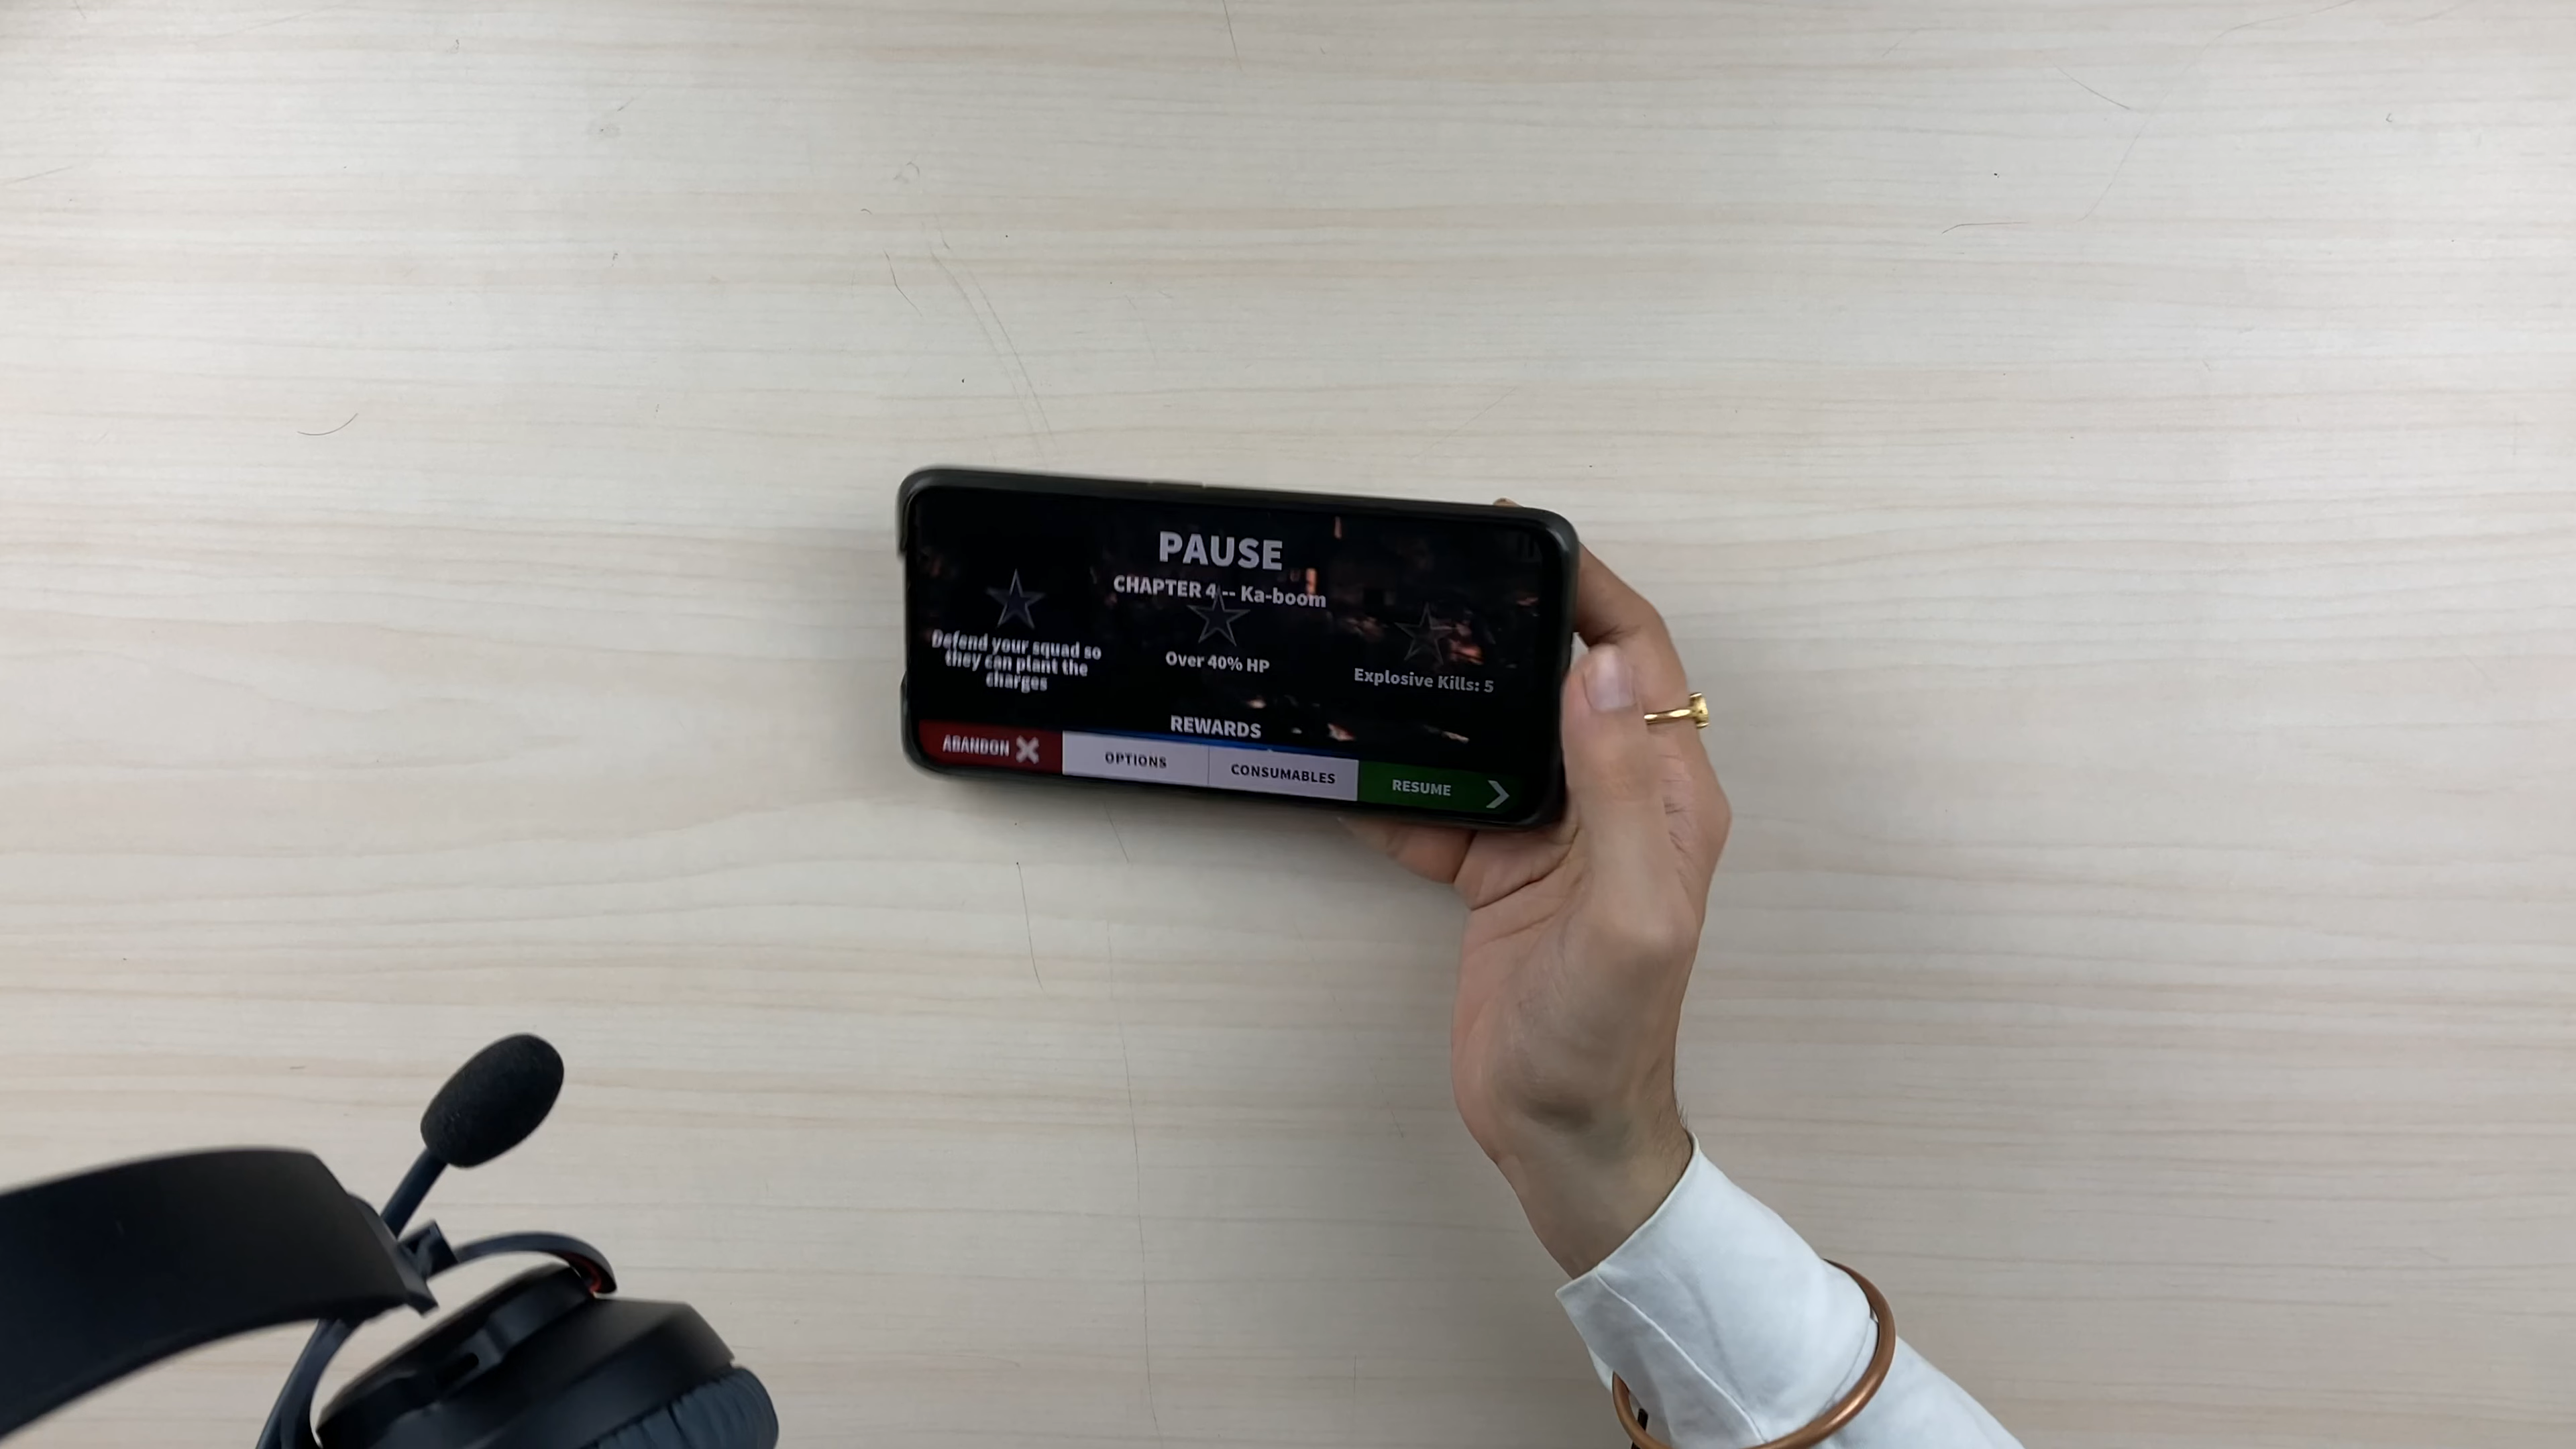 PAUSE
CHAPTER 4 -- Ka-boom
Defend your squad so
they can plant the
charges
Over 40% HP
Explosive Kills: 5
REWARDS
ABANDON
OPTIONS
CONSUMABLES
RESUME